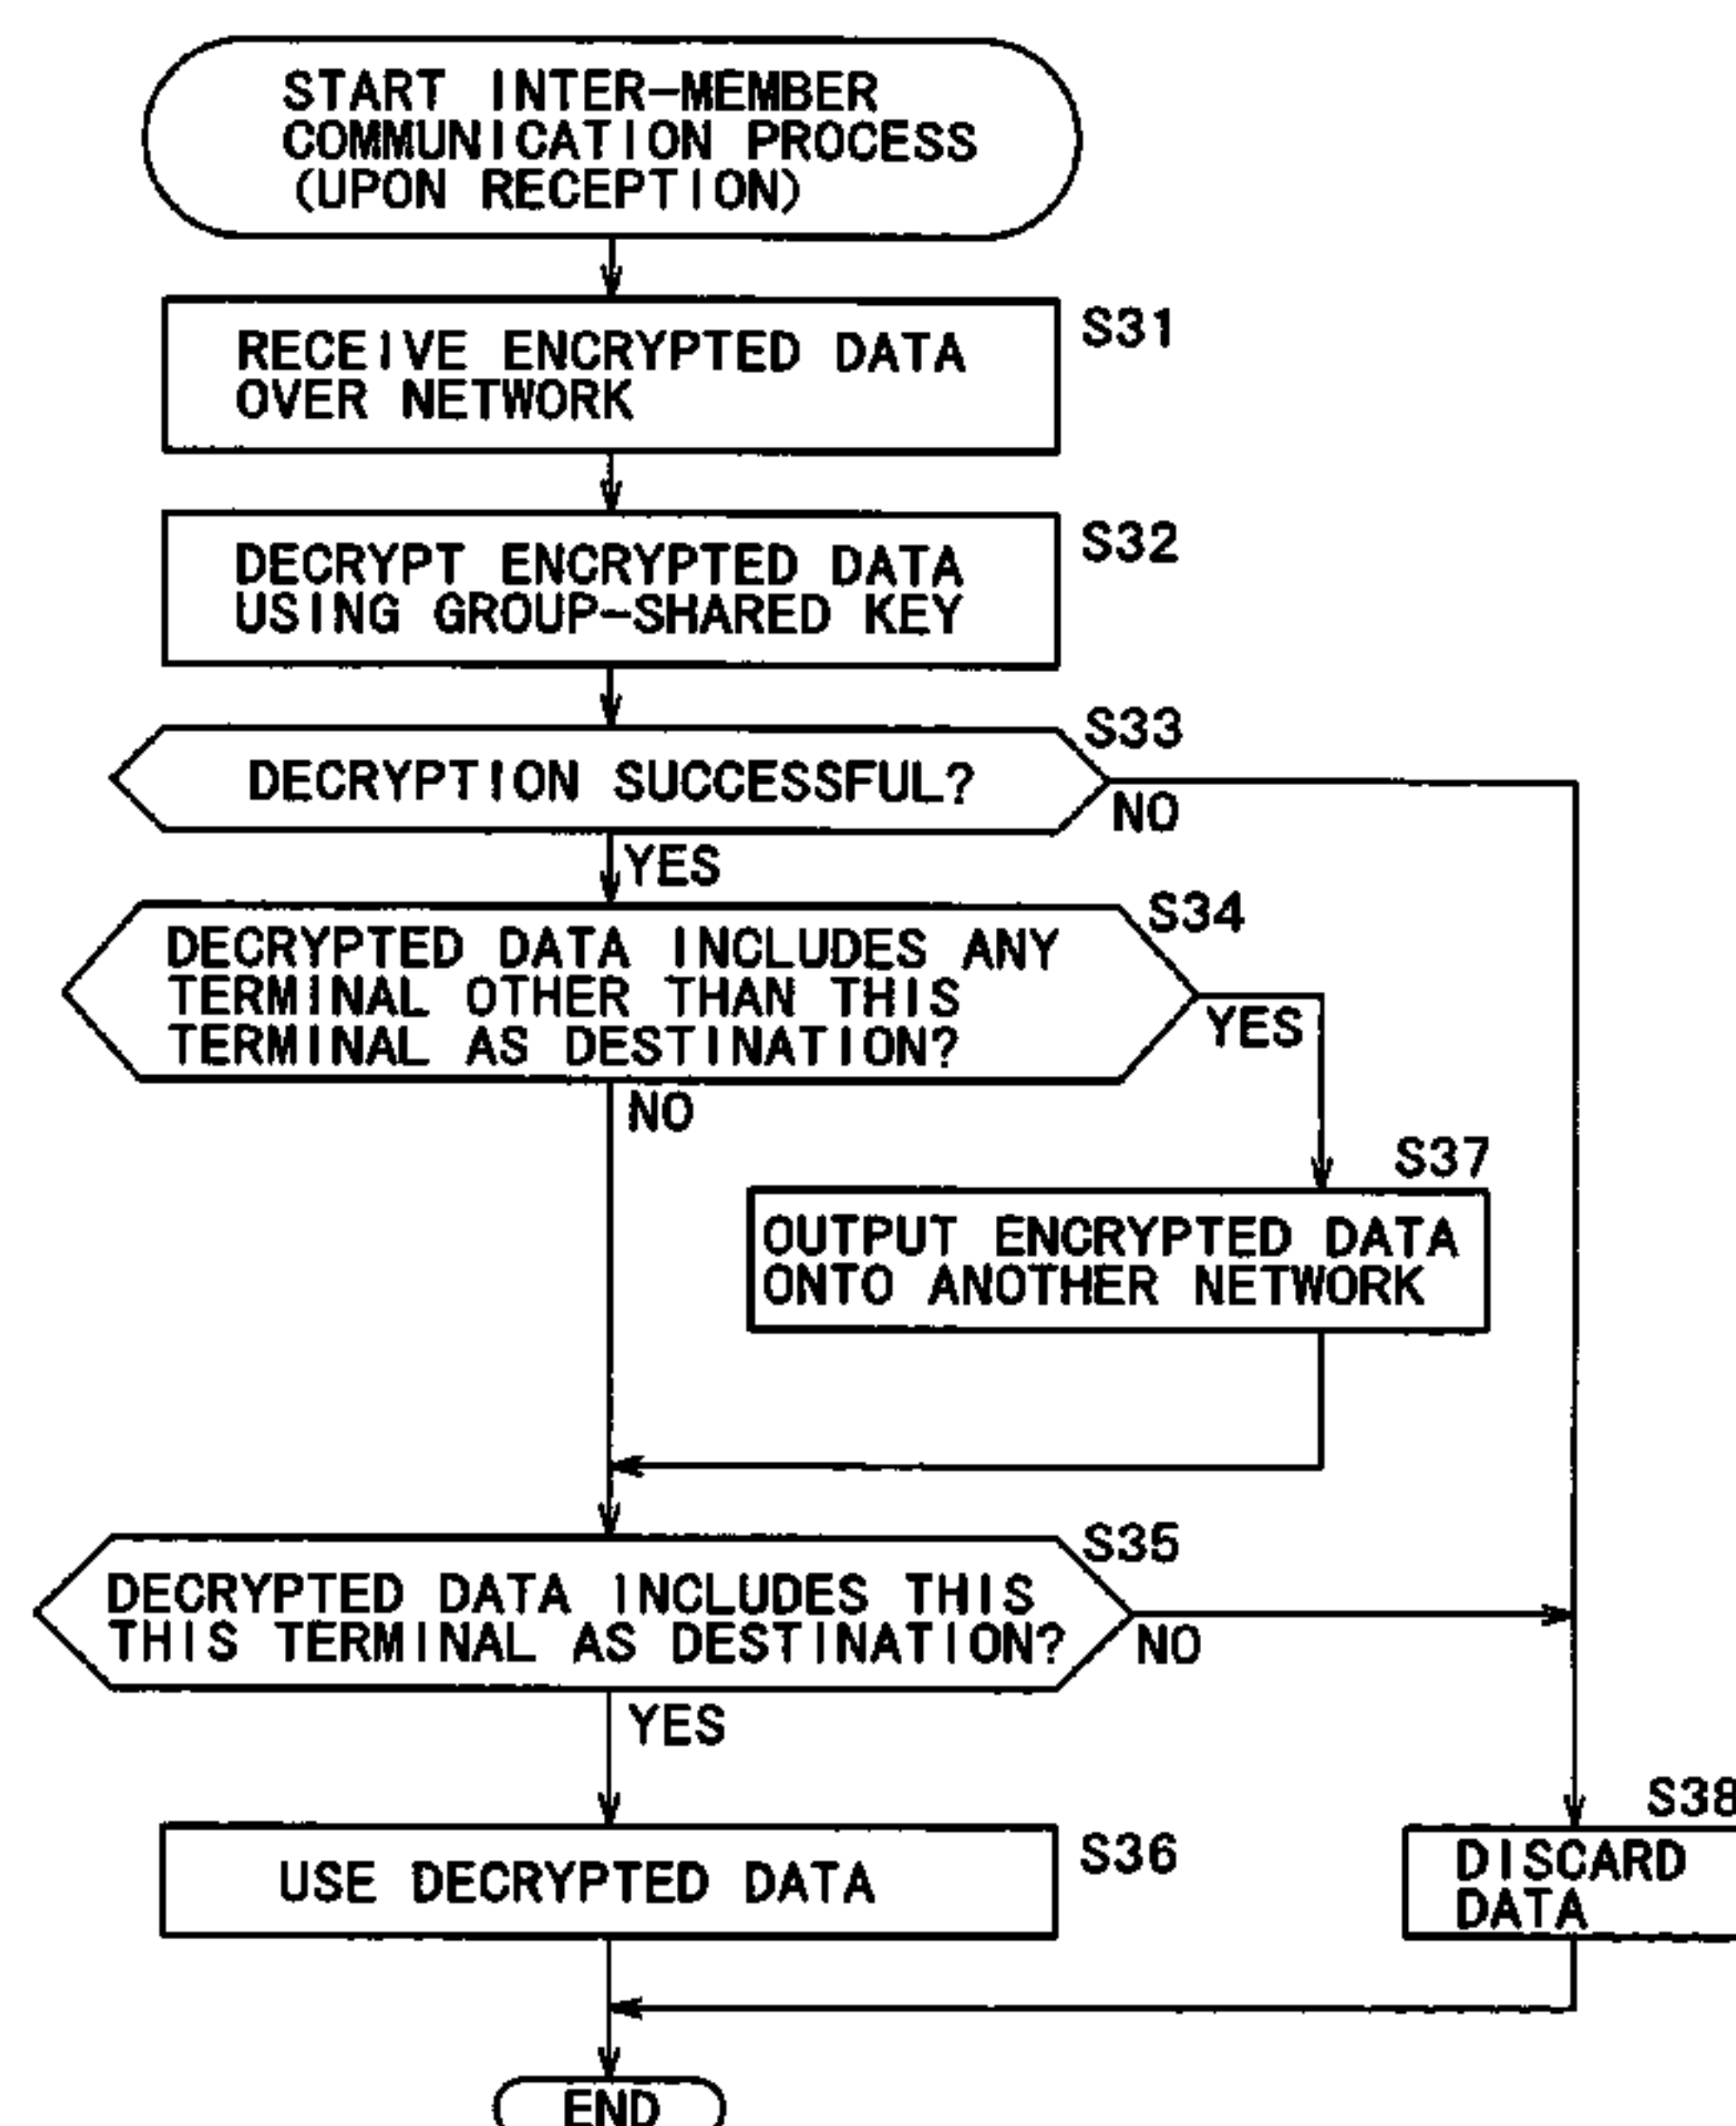 START INTER-MEMBER
COMMUNICATION PROCESS
(UPON RECEPTION)
RECEIVE ENCRYPTED DATA
OVER NETWORK
S31
DECRYPT ENCRYPTED DATA
USING GROUP-SHARED KEY
S32
DECRYPTION SUCCESSFUL?
S33
NO
YES
DECRYPTED DATA INCLUDES ANY
TERMINAL OTHER THAN THIS
TERMINAL AS DESTINATION?
S34
YES
NO
S37
OUTPUT ENCRYPTED DATA
ONTO ANOTHER NETWORK
DECRYPTED DATA INCLUDES THIS
THIS TERMINAL AS DESTINATION?
S35
NO
YES
USE DECRYPTED DATA
S36
S38
DISCARD
DATA
END